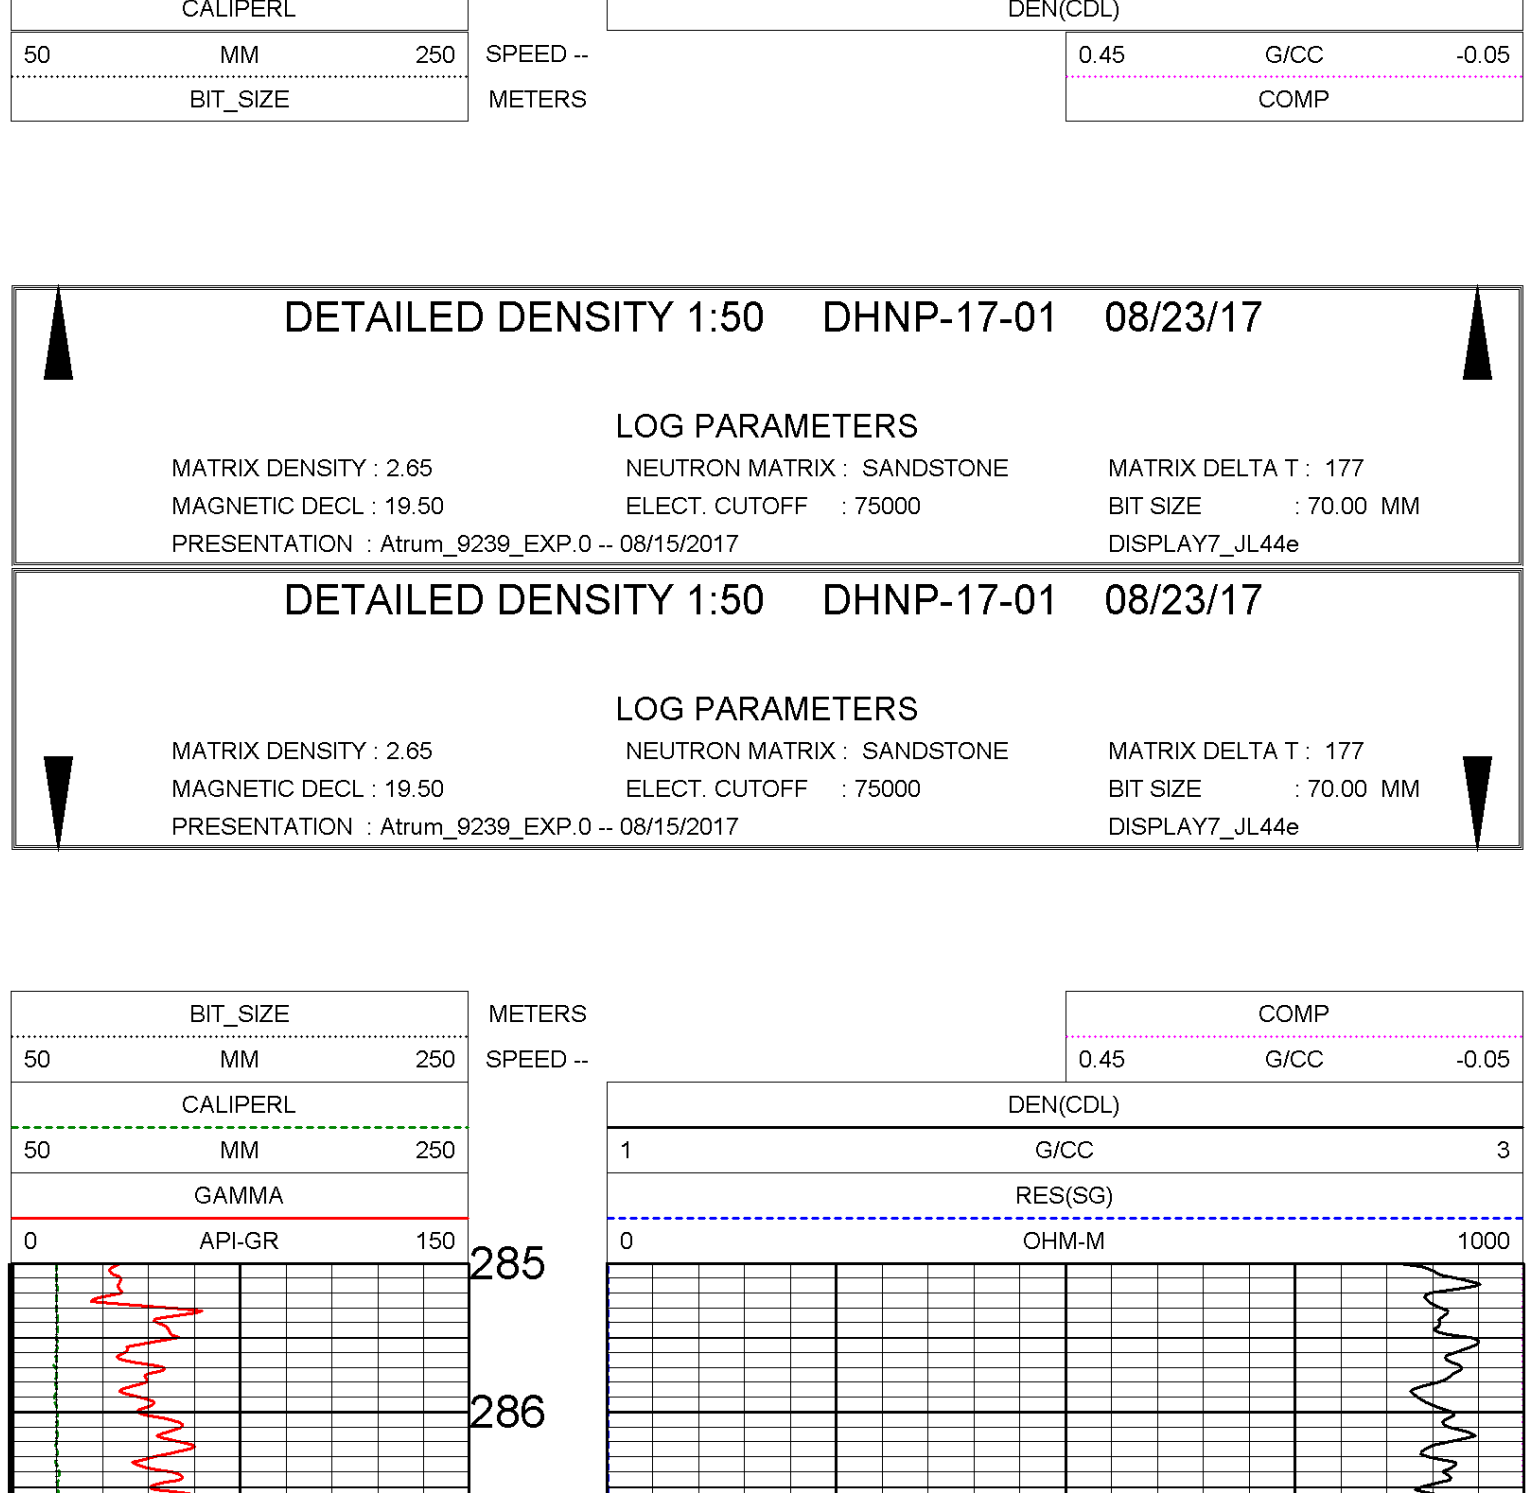 CALIPERL DEN(CDL)
50 MM 250 SPEED -- 0.45 G/CC -0.05
BIT_SIZE METERS COMP
DETAILED DENSITY 1:50 DHNP-17-01 08/23/17
LOG PARAMETERS
MATRIX DENSITY : 2.65 NEUTRON MATRIX : SANDSTONE MATRIX DELTA T : 177
MAGNETIC DECL : 19.50 ELECT. CUTOFF : 75000 BIT SIZE : 70.00 MM
PRESENTATION : Atrum_9239_EXP.0 -- 08/15/2017 DISPLAY7_JL44e
DETAILED DENSITY 1:50 DHNP-17-01 08/23/17
LOG PARAMETERS
MATRIX DENSITY : 2.65 NEUTRON MATRIX : SANDSTONE MATRIX DELTA T : 177
MAGNETIC DECL : 19.50 ELECT. CUTOFF : 75000 BIT SIZE : 70.00 MM
PRESENTATION : Atrum_9239_EXP.0 -- 08/15/2017 DISPLAY7_JL44e
BIT_SIZE METERS COMP
50 MM 250 SPEED -- 0.45 G/CC -0.05
CALIPERL DEN(CDL)
50 MM 250 1 G/CC 3
GAMMA RES(SG)
0 API-GR 150 0 OHM-M 1000
285
286